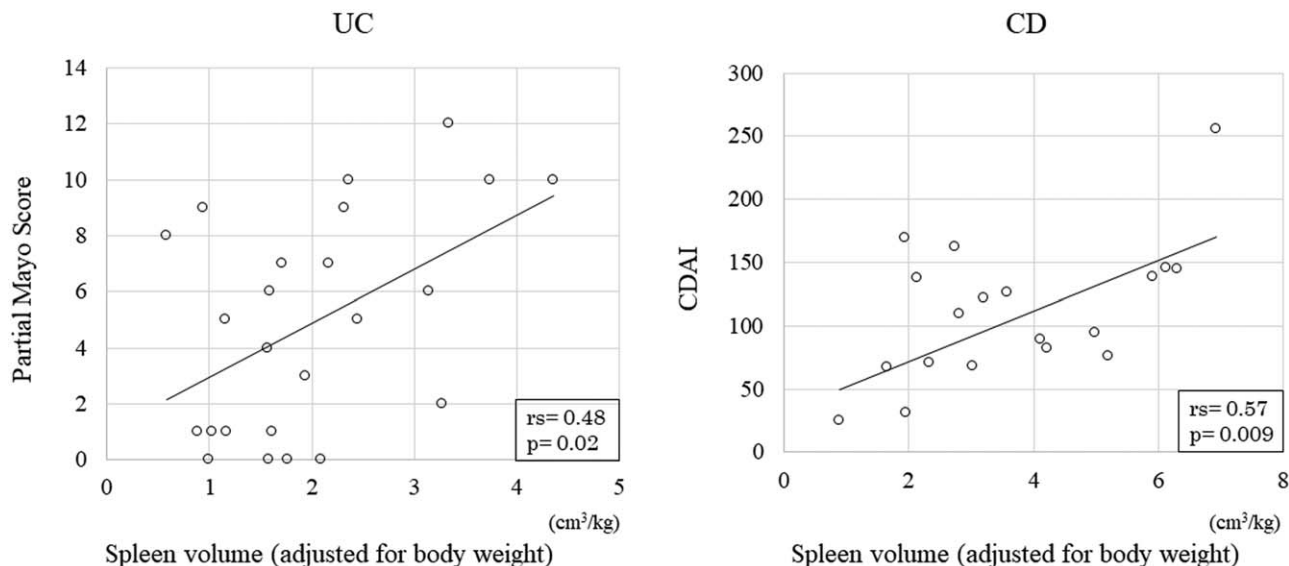 UC
Partial Mayo Score
14
12
10
8
6
4
2
0
0 1 2 3 4 5
rs= 0.48
p= 0.02
(cm³/kg)
Spleen volume (adjusted for body weight)
CD
CDAI
300
250
200
150
100
50
0
0 2 4 6 8
rs= 0.57
p= 0.009
(cm³/kg)
Spleen volume (adjusted for body weight)